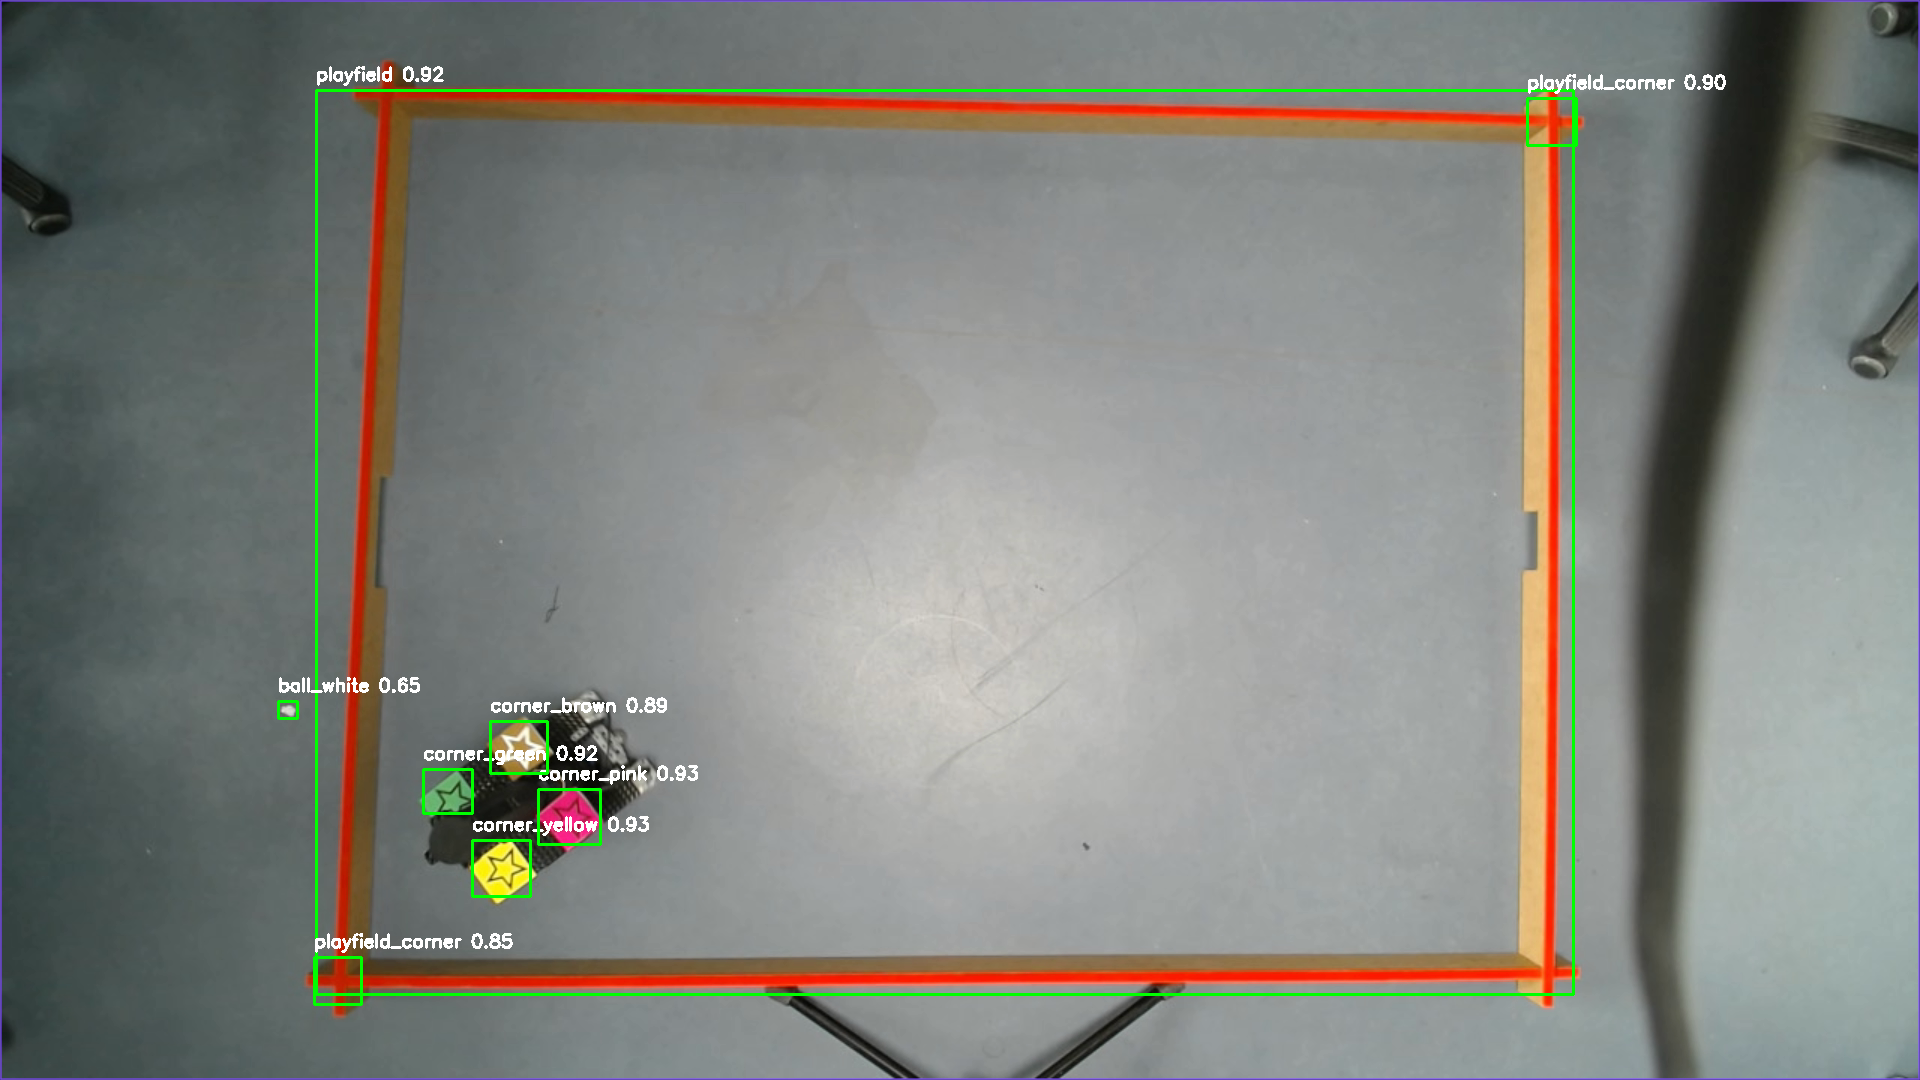 playfield 0.92
playfield_corner 0.90
ball_white 0.65
corner_brown 0.89
corner_green 0.92
corner_pink 0.93
corner_yellow 0.93
playfield_corner 0.85